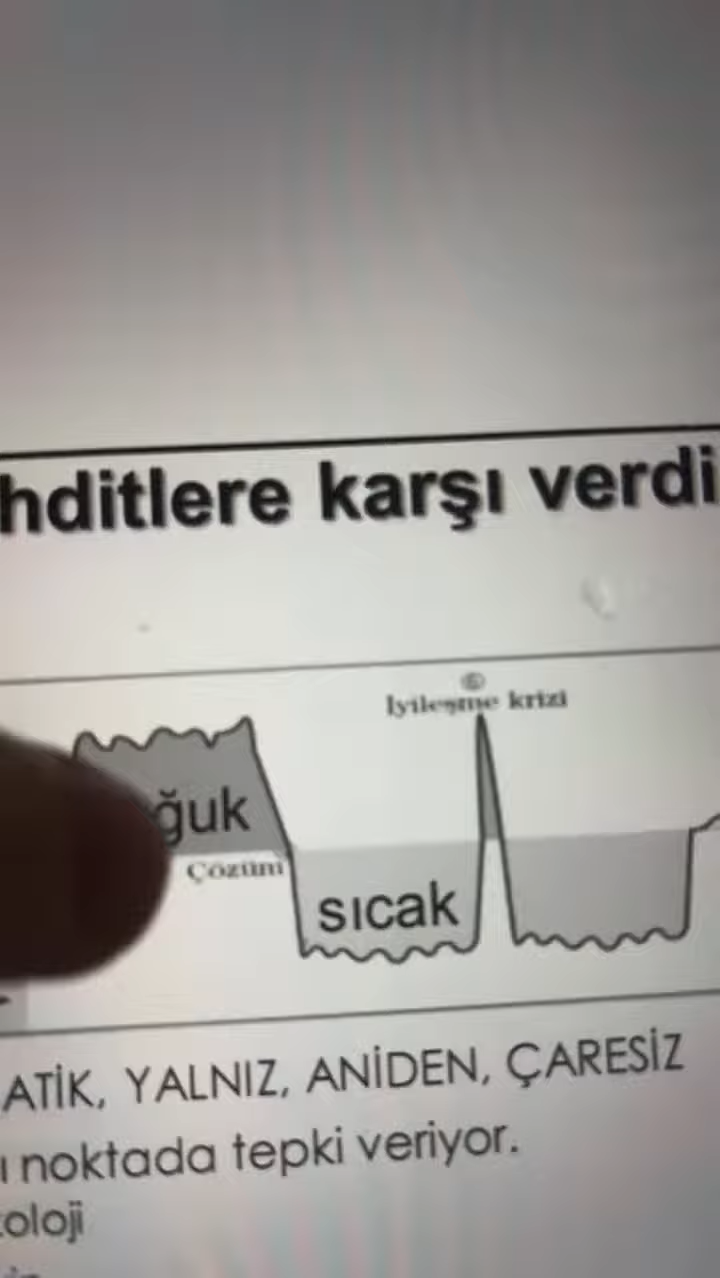 hditlere karşı verdi
İyileşme krizi
ğuk
Çözüm
sıcak
ATİK, YALNIZ, ANİDEN, ÇARESİZ
ı noktada tepki veriyor.
oloji